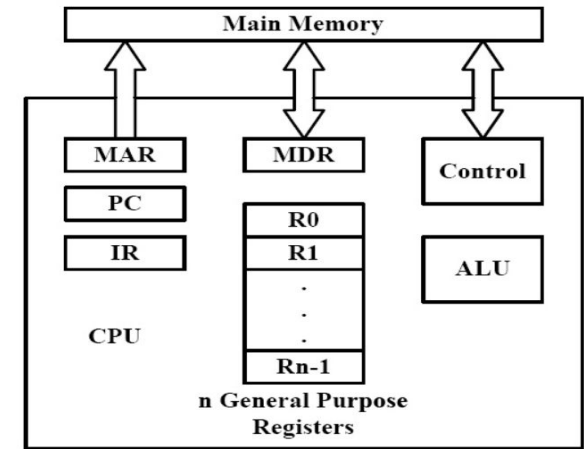 Main Memory
MAR
MDR
Control
PC
R0
IR
R1
ALU
.
.
.
CPU
Rn-1
n General Purpose
Registers